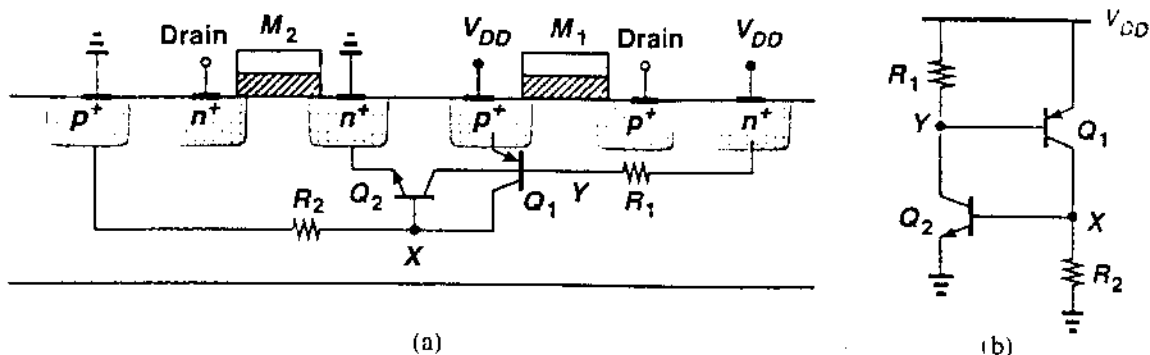 Drain M2 VDD M1 Drain VDD
p+ n+ n+ p+ p+ n+
Q2 Q1 Y R1
R2
X
(a)
VDD
R1
Y
Q1
Q2
X
R2
(b)